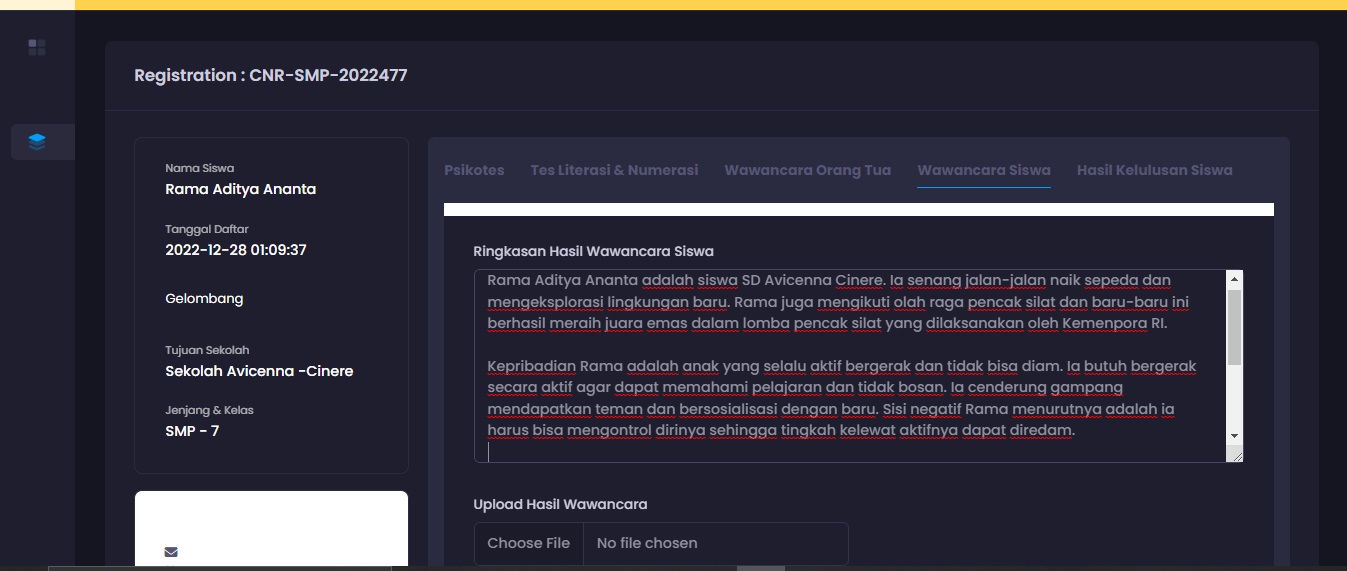 Registration : CNR-SMP-2022477
Nama Siswa
Rama Aditya Ananta
Tanggal Daftar
2022-12-28 01:09:37
Gelombang
Tujuan Sekolah
Sekolah Avicenna -Cinere
Jenjang & Kelas
SMP - 7
Psikotes Tes Literasi & Numerasi Wawancara Orang Tua Wawancara Siswa Hasil Kelulusan Siswa
Ringkasan Hasil Wawancara Siswa
Rama Aditya Ananta adalah siswa SD Avicenna Cinere. Ia senang jalan-jalan naik sepeda dan
mengeksplorasi lingkungan baru. Rama juga mengikuti olah raga pencak silat dan baru-baru ini
berhasil meraih juara emas dalam lomba pencak silat yang dilaksanakan oleh Kemenpora RI.
Kepribadian Rama adalah anak yang selalu aktif bergerak dan tidak bisa diam. Ia butuh bergerak
secara aktif agar dapat memahami pelajaran dan tidak bosan. Ia cenderung gampang
mendapatkan teman dan bersosialisasi dengan baru. Sisi negatif Rama menurutnya adalah ia
harus bisa mengontrol dirinya sehingga tingkah kelewat aktifnya dapat diredam.
Upload Hasil Wawancara
Choose File No file chosen